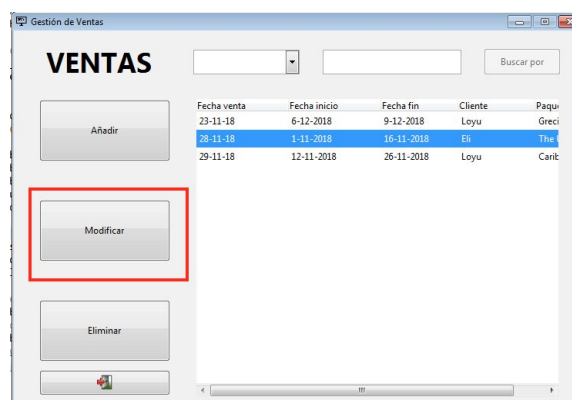 Gestión de Ventas
VENTAS
Buscar por
Fecha venta Fecha inicio Fecha fin Cliente Paqu
23-11-18 6-12-2018 9-12-2018 Loyu Greci
28-11-18 1-11-2018 16-11-2018 Eli The
29-11-18 12-11-2018 26-11-2018 Loyu Carib
Añadir
Modificar
Eliminar